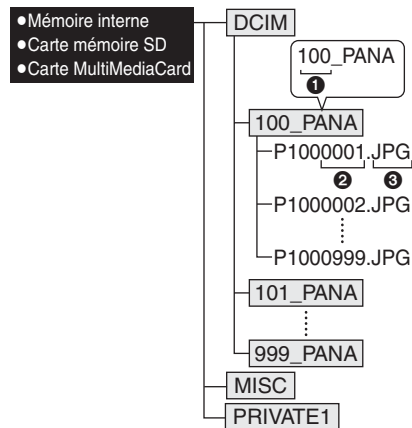 ●Mémoire interne
●Carte mémoire SD
●Carte MultiMediaCard
DCIM
100_PANA
❶
100_PANA
P1000001.JPG
❷ ❸
P1000002.JPG
P1000999.JPG
101_PANA
999_PANA
MISC
PRIVATE1